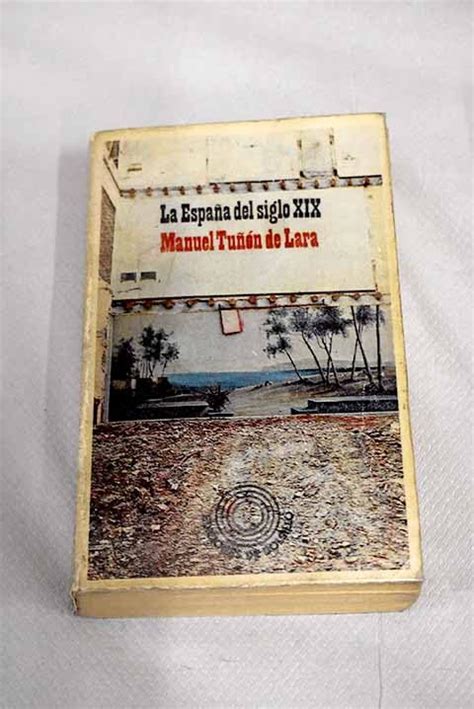 La España del siglo XIX
Manuel Tuñón de Lara